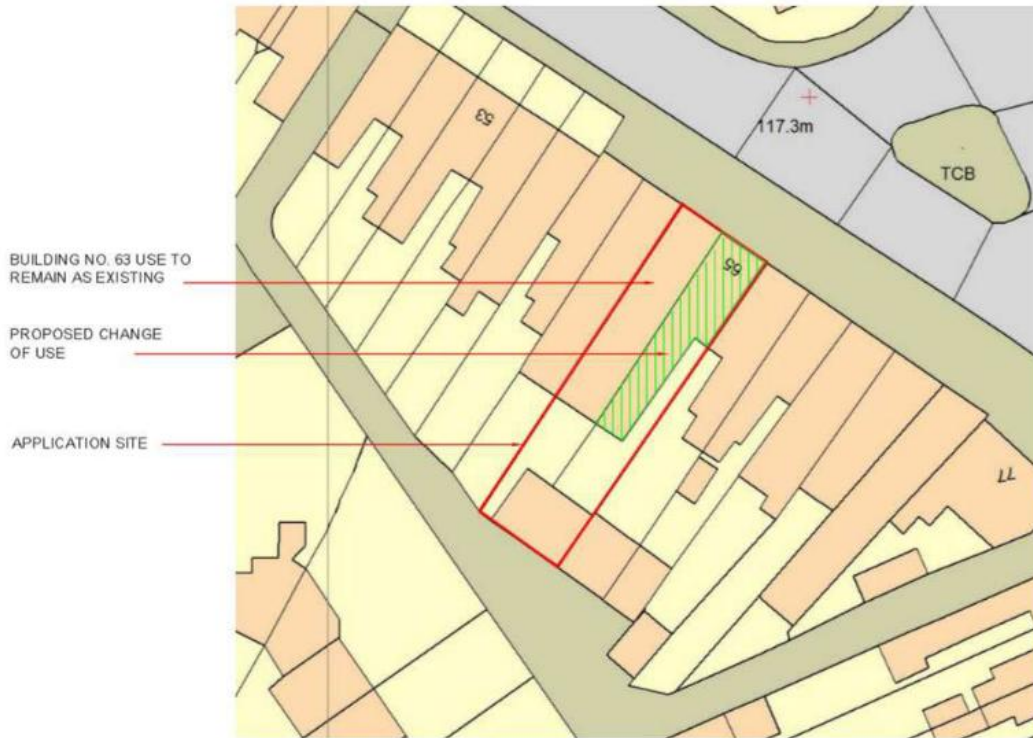 53
117.3m
TCB
BUILDING NO. 63 USE TO
REMAIN AS EXISTING
65
PROPOSED CHANGE
OF USE
APPLICATION SITE
77